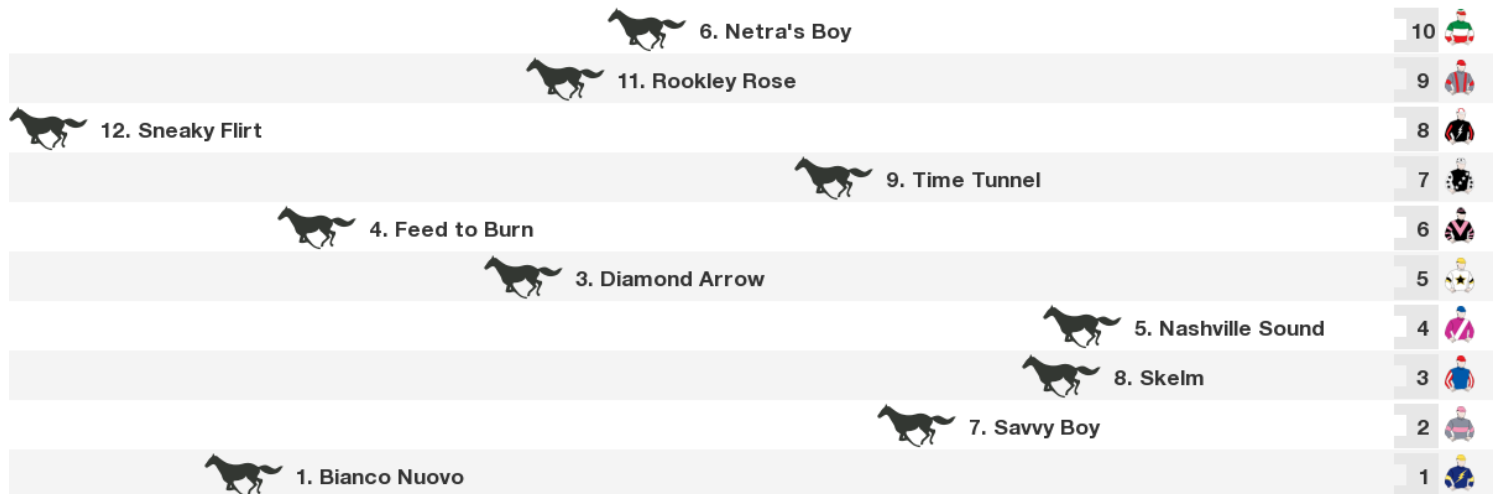 6. Netra's Boy 10
11. Rookley Rose 9
12. Sneaky Flirt 8
9. Time Tunnel 7
4. Feed to Burn 6
3. Diamond Arrow 5
5. Nashville Sound 4
8. Skelm 3
7. Savvy Boy 2
1. Bianco Nuovo 1